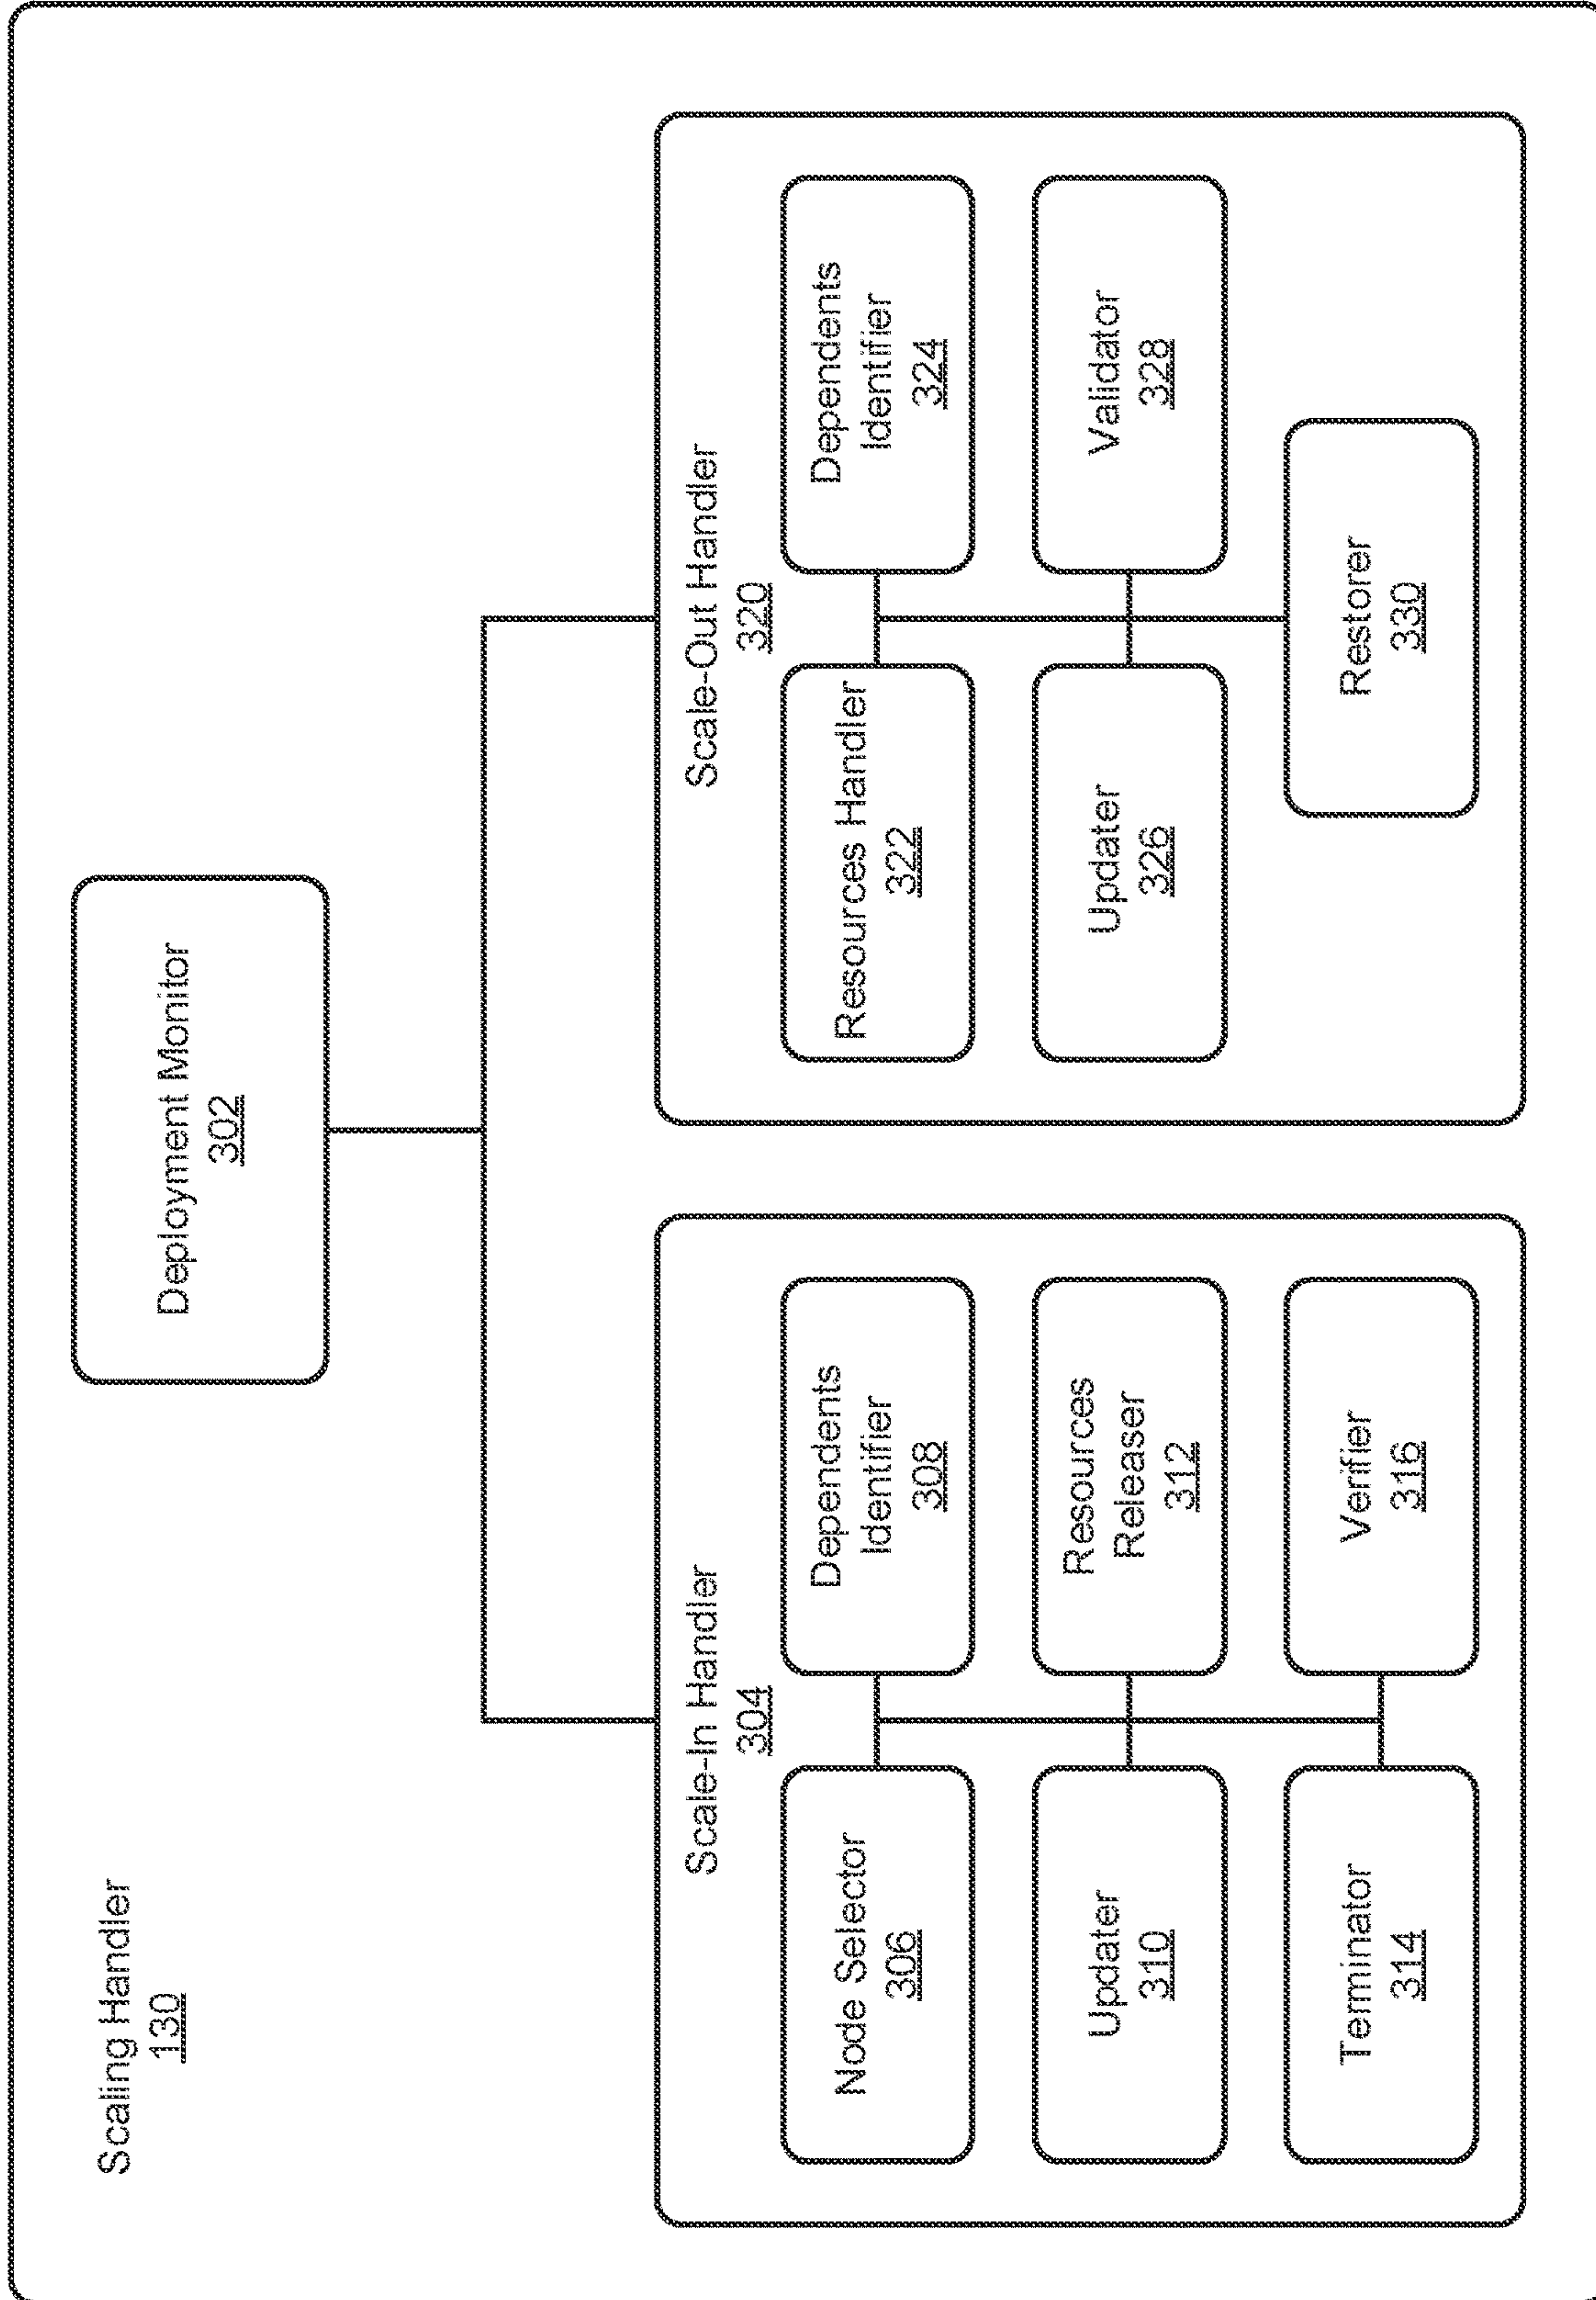 Scaling Handler
130
Deployment Monitor
302
Scale-In Handler
304
Node Selector
306
Dependents
Identifier
308
Updater
310
Resources
Releaser
312
Terminator
314
Verifier
316
Scale-Out Handler
320
Resources Handler
322
Dependents
Identifier
324
Updater
326
Validator
328
Restorer
330